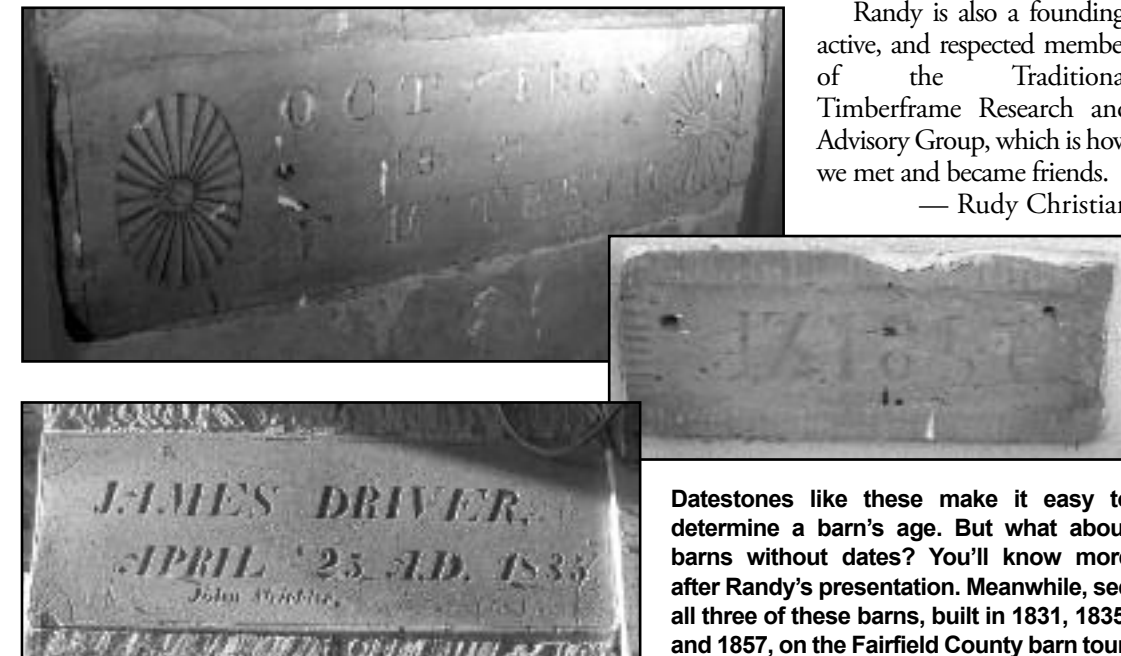 Randy is also a founding,
active, and respected membe
of the Traditiona
Timberframe Research and
Advisory Group, which is how
we met and became friends.
— Rudy Christian
OCT
JAMES DRIVER,
APRIL 25 A.D. 1835
John
Datestones like these make it easy to
determine a barn's age. But what abou
barns without dates? You'll know more
after Randy's presentation. Meanwhile, see
all three of these barns, built in 1831, 1835
and 1857, on the Fairfield County barn tour